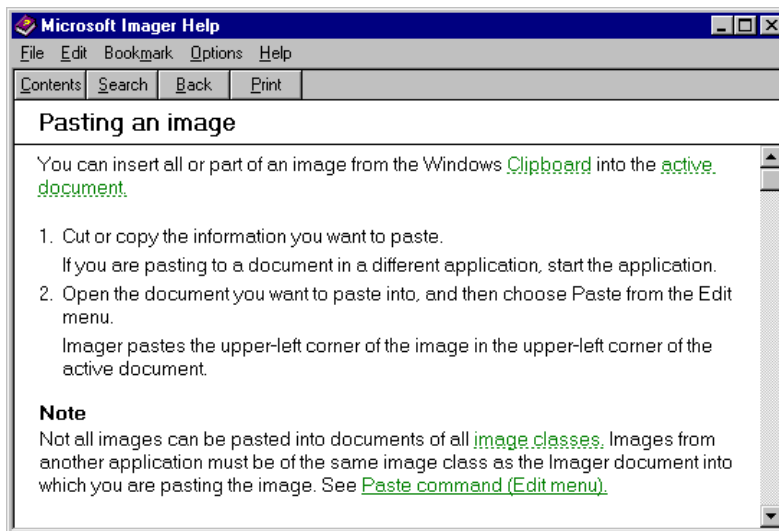 Microsoft Imager Help
File Edit Bookmark Options Help
Contents Search Back Print
Pasting an image
You can insert all or part of an image from the Windows Clipboard into the active
document.
1. Cut or copy the information you want to paste.
If you are pasting to a document in a different application, start the application.
2. Open the document you want to paste into, and then choose Paste from the Edit
menu.
Imager pastes the upper-left corner of the image in the upper-left corner of the
active document.
Note
Not all images can be pasted into documents of all image classes. Images from
another application must be of the same image class as the Imager document into
which you are pasting the image. See Paste command (Edit menu).